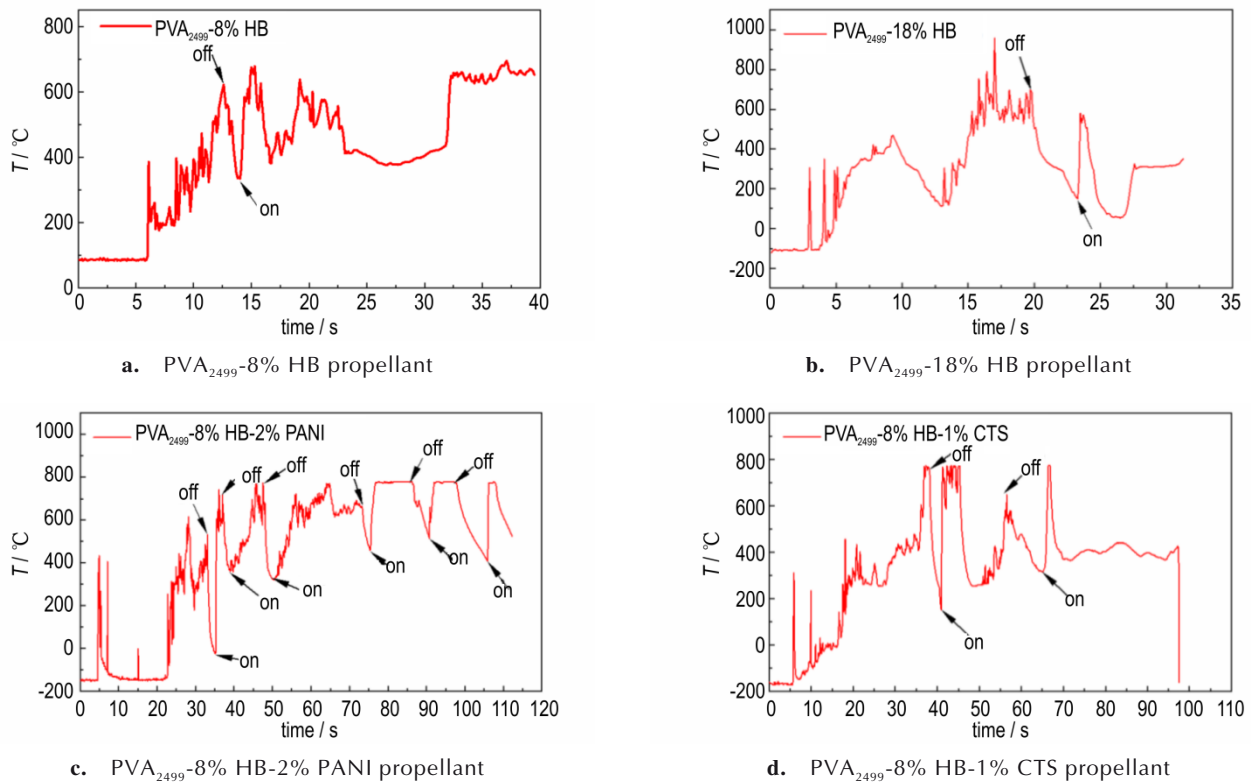 PVA2499-8% HB
off
on
T / ℃
800
600
400
200
0
0 5 10 15 20 25 30 35 40
time / s
a. PVA2499-8% HB propellant
PVA2499-18% HB
off
on
T / ℃
1000
800
600
400
200
0
-200
0 5 10 15 20 25 30 35
time / s
b. PVA2499-18% HB propellant
PVA2499-8% HB-2% PANI
off off off off off off
on on on on on on
T / ℃
1000
800
600
400
200
0
-200
0 10 20 30 40 50 60 70 80 90 100 110 120
time / s
c. PVA2499-8% HB-2% PANI propellant
PVA2499-8% HB-1% CTS
off off
on on
T / ℃
1000
800
600
400
200
0
-200
0 10 20 30 40 50 60 70 80 90 100 110
time / s
d. PVA2499-8% HB-1% CTS propellant